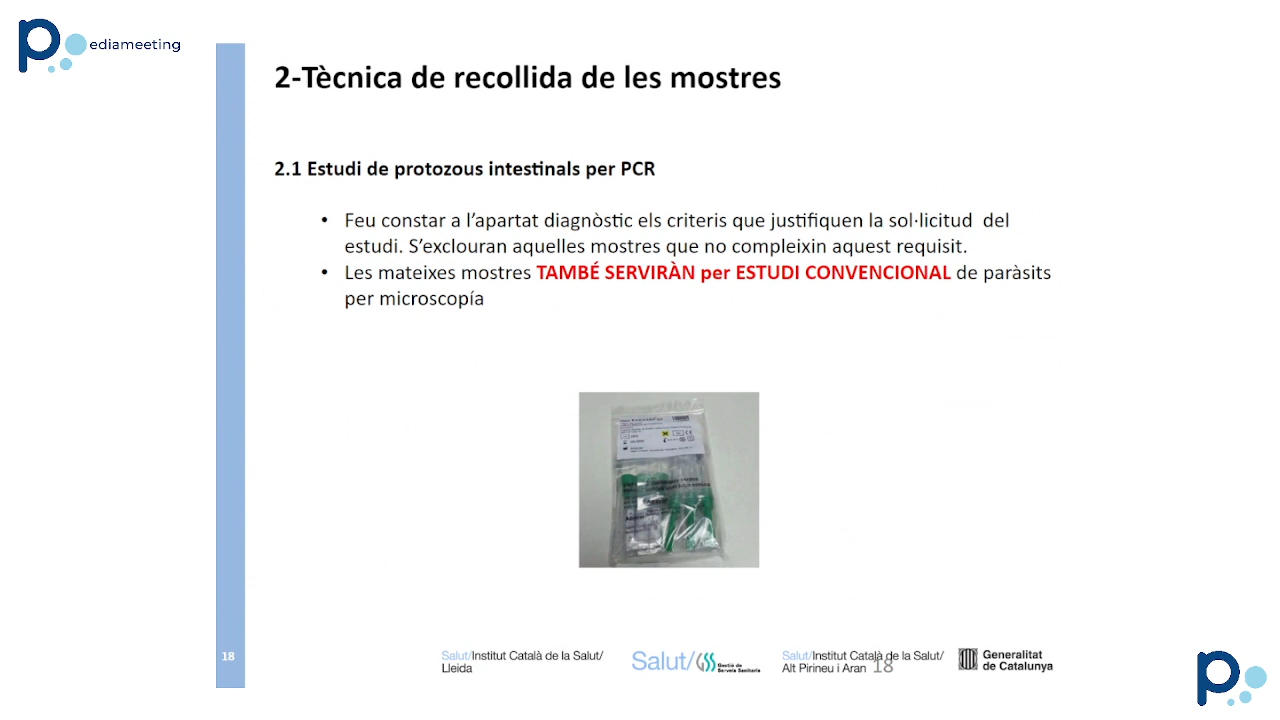 Pediameeting
2-Tècnica de recollida de les mostres
2.1 Estudi de protozous intestinals per PCR
• Feu constar a l’apartat diagnòstic els criteris que justifiquen la sol·licitud  del
estudi. S’exclouran aquelles mostres que no compleixin aquest requisit.
• Les mateixes mostres TAMBÉ SERVIRÀN per ESTUDI CONVENCIONAL de paràsits
per microscopía
18
Salut/Institut Català de la Salut/
Lleida
Salut/GSS Gestió de
Serveis Sanitaris
Salut/Institut Català de la Salut/
Alt Pirineu i Aran 18
Generalitat
de Catalunya
P